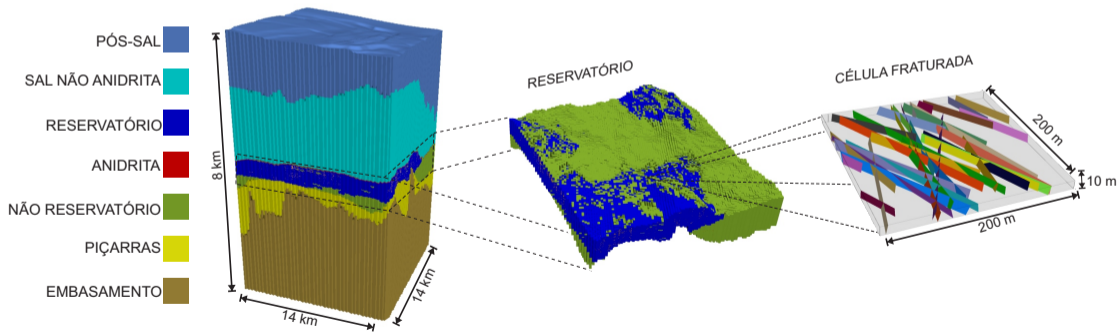 PÓS-SAL
SAL NÃO ANIDRITA
RESERVATÓRIO
ANIDRITA
NÃO RESERVATÓRIO
PIÇARRAS
EMBASAMENTO
8 km
14 km
14 km
RESERVATÓRIO
CÉLULA FRATURADA
200 m
10 m
200 m